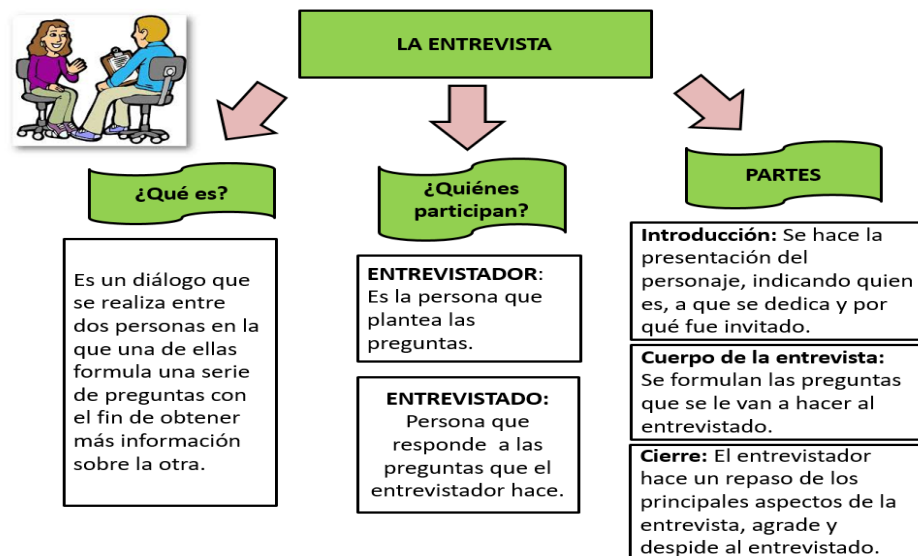 LA ENTREVISTA
¿Qué es?
Es un diálogo que
se realiza entre
dos personas en la
que una de ellas
formula una serie
de preguntas con
el fin de obtener
más información
sobre la otra.
¿Quiénes
participan?
ENTREVISTADOR:
Es la persona que
plantea las
preguntas.
ENTREVISTADO:
Persona que
responde a las
preguntas que el
entrevistador hace.
PARTES
Introducción: Se hace la
presentación del
personaje, indicando quien
es, a que se dedica y por
qué fue invitado.
Cuerpo de la entrevista:
Se formulan las preguntas
que se le van a hacer al
entrevistado.
Cierre: El entrevistador
hace un repaso de los
principales aspectos de la
entrevista, agrade y
despide al entrevistado.